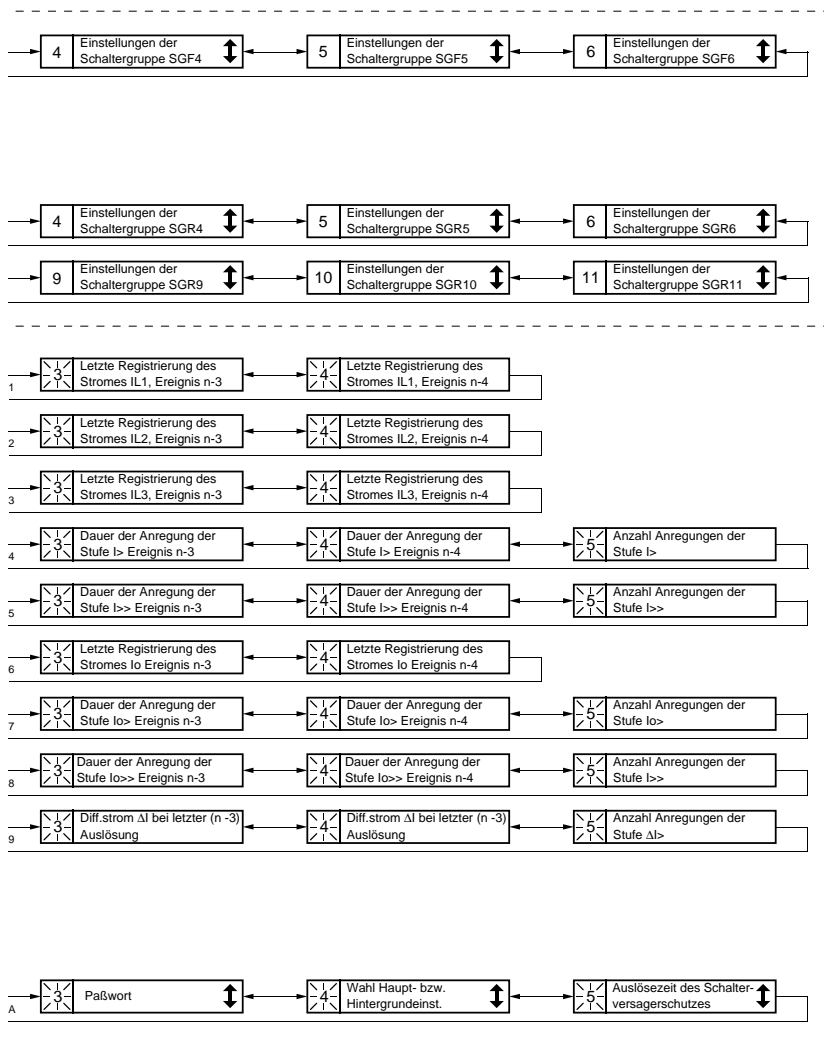 4 Einstellungen der
Schaltergruppe SGF4
5 Einstellungen der
Schaltergruppe SGF5
6 Einstellungen der
Schaltergruppe SGF6
4 Einstellungen der
Schaltergruppe SGR4
5 Einstellungen der
Schaltergruppe SGR5
6 Einstellungen der
Schaltergruppe SGR6
9 Einstellungen der
Schaltergruppe SGR9
10 Einstellungen der
Schaltergruppe SGR10
11 Einstellungen der
Schaltergruppe SGR11
1
3 Letzte Registrierung des
Stromes IL1, Ereignis n-3
4 Letzte Registrierung des
Stromes IL1, Ereignis n-4
2
3 Letzte Registrierung des
Stromes IL2, Ereignis n-3
4 Letzte Registrierung des
Stromes IL2, Ereignis n-4
3
3 Letzte Registrierung des
Stromes IL3, Ereignis n-3
4 Letzte Registrierung des
Stromes IL3, Ereignis n-4
4
3 Dauer der Anregung der
Stufe I> Ereignis n-3
4 Dauer der Anregung der
Stufe I> Ereignis n-4
5 Anzahl Anregungen der
Stufe I>
5
3 Dauer der Anregung der
Stufe I>> Ereignis n-3
4 Dauer der Anregung der
Stufe I>> Ereignis n-4
5 Anzahl Anregungen der
Stufe I>>
6
3 Letzte Registrierung des
Stromes Io Ereignis n-3
4 Letzte Registrierung des
Stromes Io Ereignis n-4
7
3 Dauer der Anregung der
Stufe Io> Ereignis n-3
4 Dauer der Anregung der
Stufe Io> Ereignis n-4
5 Anzahl Anregungen der
Stufe Io>
8
3 Dauer der Anregung der
Stufe Io>> Ereignis n-3
4 Dauer der Anregung der
Stufe Io>> Ereignis n-4
5 Anzahl Anregungen der
Stufe I>>
9
3 Diff.strom ΔI bei letzter (n -3)
Auslösung
4 Diff.strom ΔI bei letzter (n -3)
Auslösung
5 Anzahl Anregungen der
Stufe ΔI>
A
3 Paßwort
4 Wahl Haupt- bzw.
Hintergrundeinst.
5 Auslösezeit des Schalter-
versagerschutzes